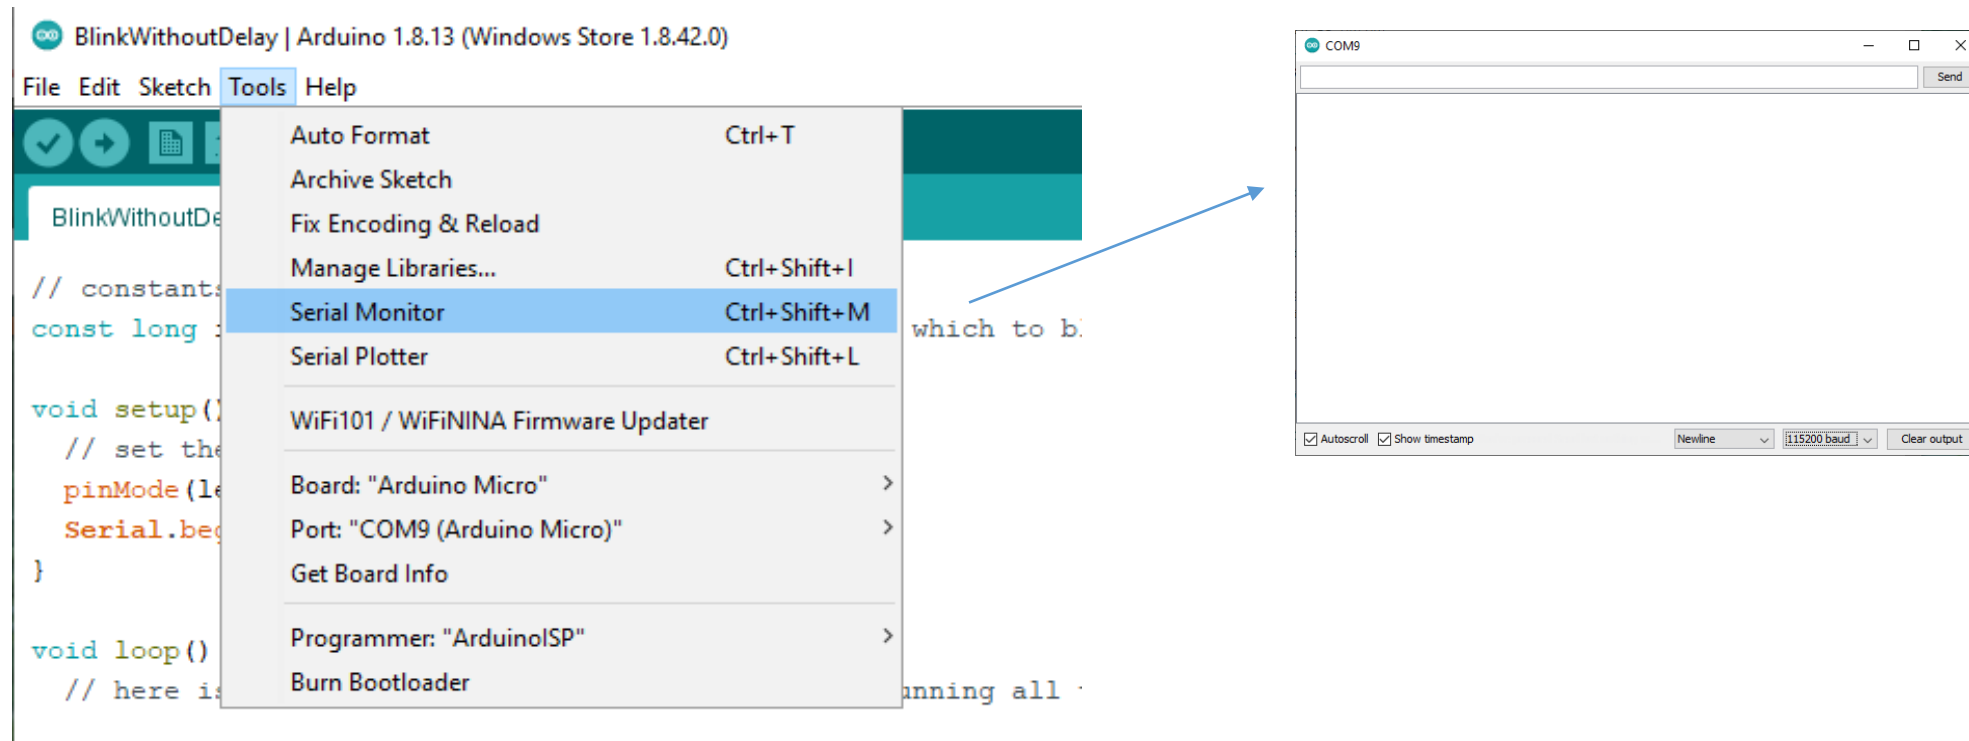 BlinkWithoutDelay | Arduino 1.8.13 (Windows Store 1.8.42.0)
File Edit Sketch Tools Help
Auto Format Ctrl+T
Archive Sketch
Fix Encoding & Reload
Manage Libraries... Ctrl+Shift+I
Serial Monitor Ctrl+Shift+M
Serial Plotter Ctrl+Shift+L
WiFi101 / WiFiNINA Firmware Updater
Board: "Arduino Micro"
Port: "COM9 (Arduino Micro)"
Get Board Info
Programmer: "ArduinoISP"
Burn Bootloader
BlinkWithoutDe
// constants
const long which to b
void setup()
// set the
pinMode(le
Serial.beg
}
void loop()
// here is unning all
COM9
Send
Autoscroll Show timestamp Newline 115200 baud Clear output